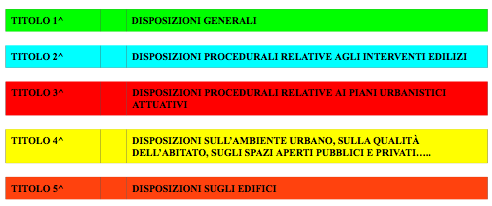 TITOLO 1^ DISPOSIZIONI GENERALI
TITOLO 2^ DISPOSIZIONI PROCEDURALI RELATIVE AGLI INTERVENTI EDILIZI
TITOLO 3^ DISPOSIZIONI PROCEDURALI RELATIVE AI PIANI URBANISTICI
ATTUATIVI
TITOLO 4^ DISPOSIZIONI SULL'AMBIENTE URBANO, SULLA QUALITÀ
DELL'ABITATO, SUGLI SPAZI APERTI PUBBLICI E PRIVATI…..
TITOLO 5^ DISPOSIZIONI SUGLI EDIFICI